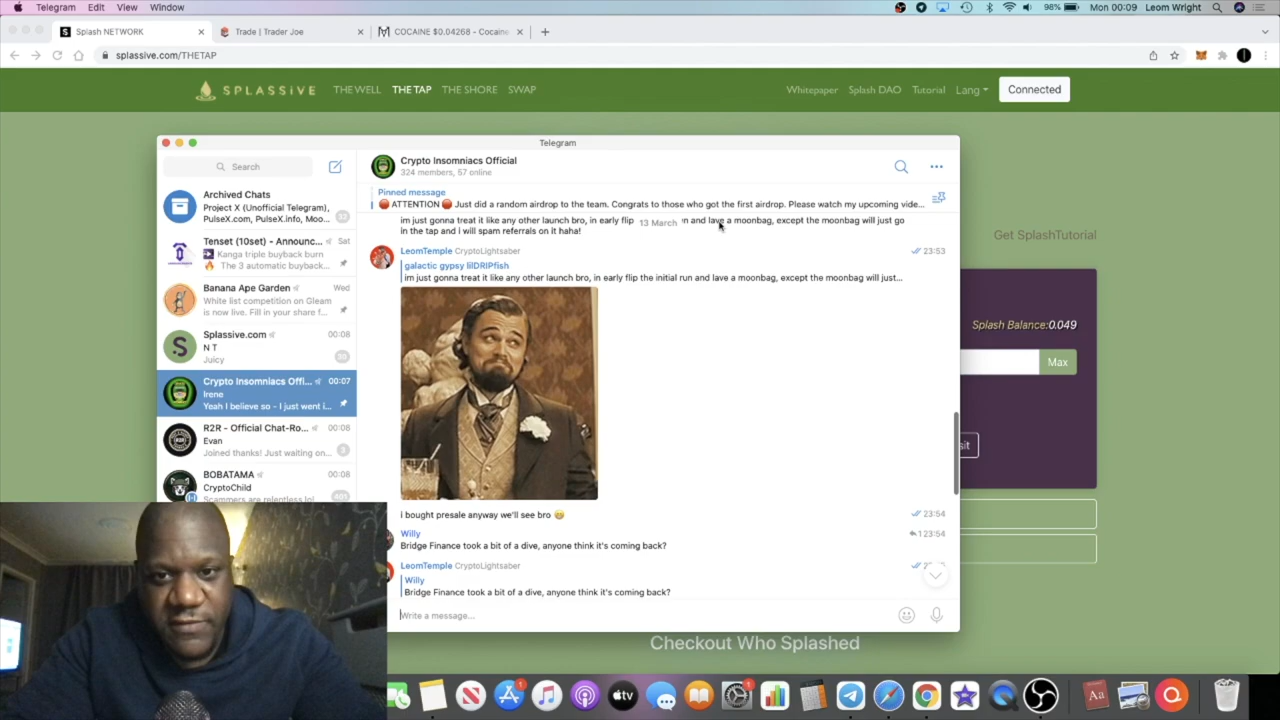 Telegram Edit View Window
98% Mon 00:09 Leom Wright
Splash NETWORK
Trade | Trader Joe
COCAINE $0.04268 - Cocaine
splassive.com/THETAP
SPLASSIVE THE WELL THE TAP THE SHORE SWAP
Whitepaper Splash DAO Tutorial Lang Connected
Telegram
Search
Crypto Insomniacs Official
324 members, 57 online
Pinned message
ATTENTION Just did a random airdrop to the team. Congrats to those who got the first airdrop. Please watch my upcoming vide...
Archived Chats
Project X (Unofficial Telegram),
PulseX.com, PulseX.info, Moo...
Tenset (10set) - Announc... Sat
Kanga triple buyback burn
The 3 automatic buyback...
Banana Ape Garden Wed
White list competition on Gleam
is now live. Fill in your share f...
Splassive.com 00:08
N T
Juicy
Crypto Insomniacs Offi... 00:07
Irene
Yeah I believe so - I just went i...
R2R - Official Chat-Ro... 00:08
Evan
Joined thanks! Just waiting on...
BOBATAMA 00:08
CryptoChild
Scammers are relentless lol
im just gonna treat it like any other launch bro, in early flip 13 March and lave a moonbag, except the moonbag will just go
in the tap and i will spam referrals on it haha!
LeomTemple CryptoLightsaber 23:53
galactic gypsy lilDRIPfish
im just gonna treat it like any other launch bro, in early flip the initial run and lave a moonbag, except the moonbag will just...
i bought presale anyway we'll see bro 23:54
Willy 1 23:54
Bridge Finance took a bit of a dive, anyone think it's coming back?
LeomTemple CryptoLightsaber
Willy
Bridge Finance took a bit of a dive, anyone think it's coming back?
Write a message...
Get SplashTutorial
Splash Balance:0.049
Max
sit
Checkout Who Splashed